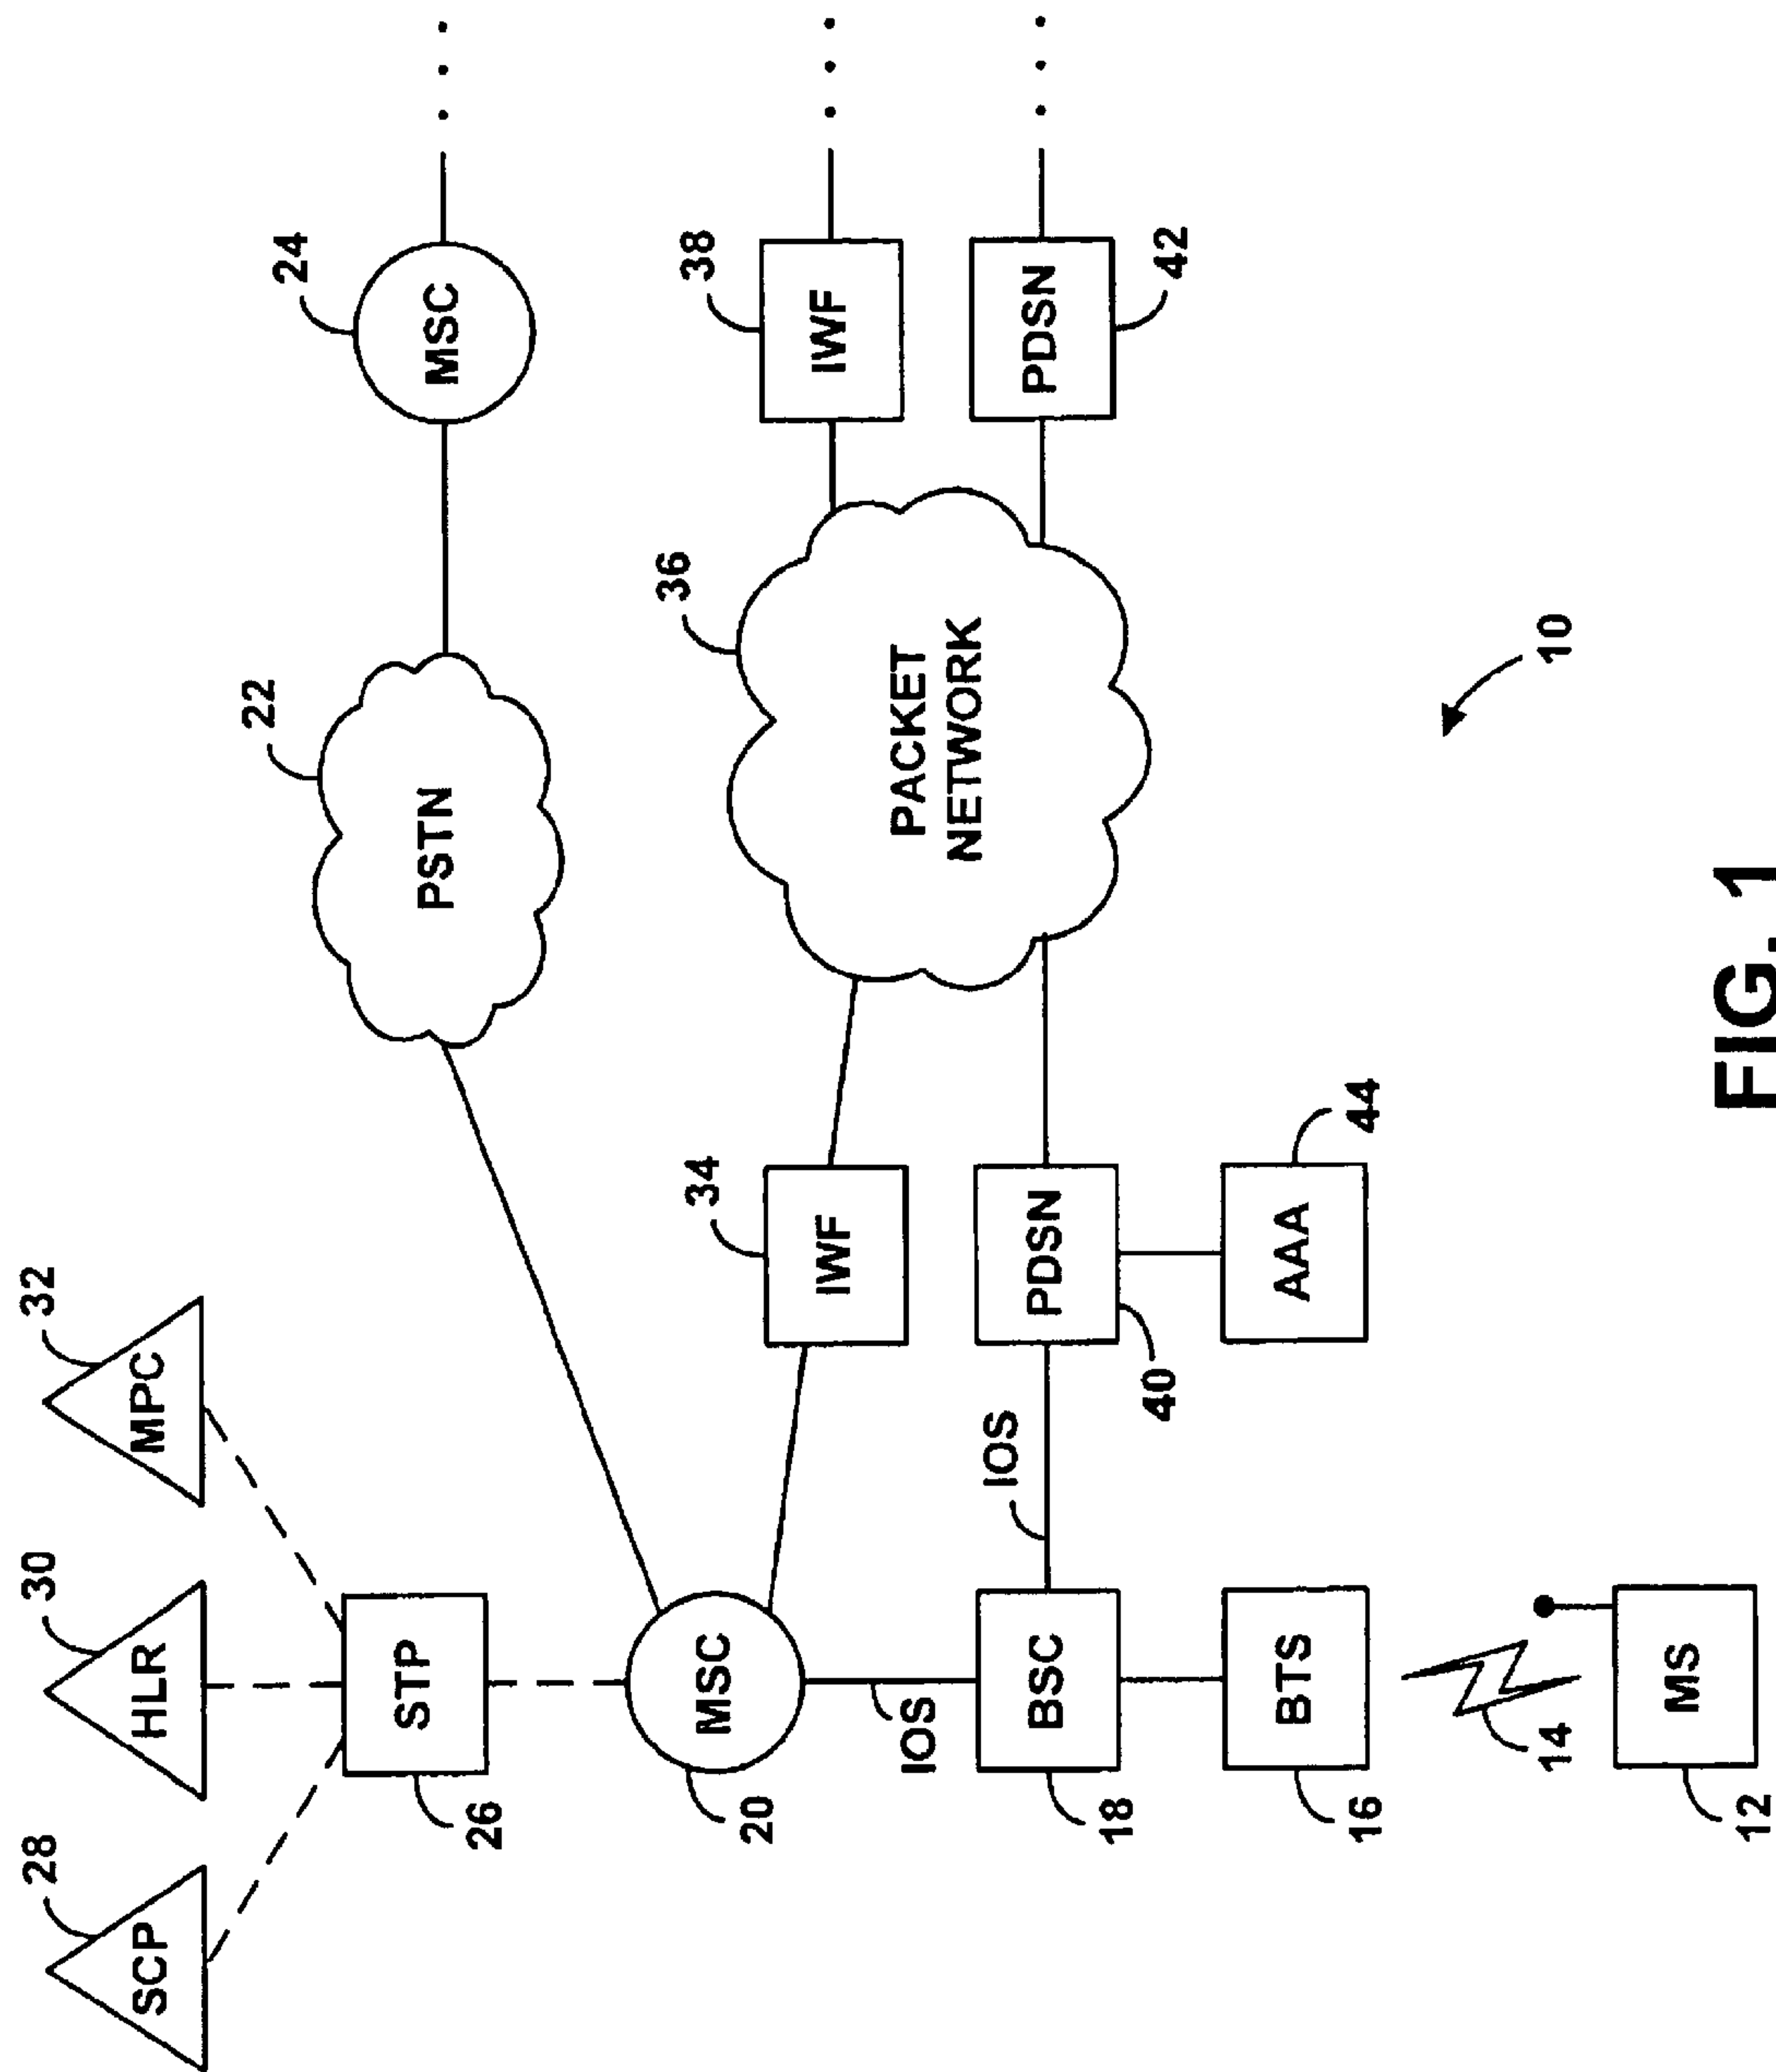 28
SCP
30
HLR
32
MPC
STP
26
22
PSTN
24
MSC
MSC
20
34
IWF
36
PACKET
NETWORK
38
IWF
IOS
BSC
18
IOS
PDSN
40
PDSN
42
BTS
16
AAA
44
14
MS
12
10
FIG. 1